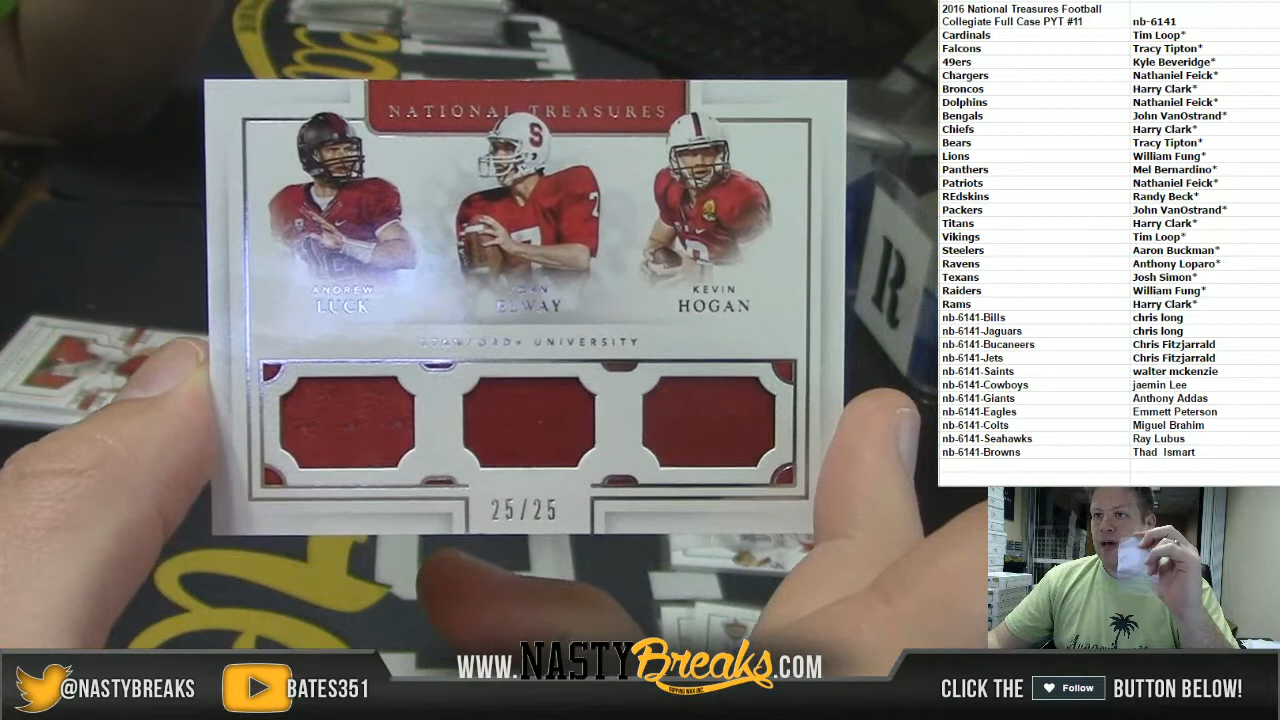 NATIONAL TREASURES
S
7
ANDREW
LUCK
ELWAY
KEVIN
HOGAN
STANFORD UNIVERSITY
25/25
R
2016 National Treasures Football
Collegiate Full Case PYT #11 nb-6141
Cardinals Tim Loop*
Falcons Tracy Tipton*
49ers Kyle Beveridge*
Chargers Nathaniel Feick*
Broncos Harry Clark*
Dolphins Nathaniel Feick*
Bengals John VanOstrand*
Chiefs Harry Clark*
Bears Tracy Tipton*
Lions William Fung*
Panthers Mel Bernardino*
Patriots Nathaniel Feick*
REdskins Randy Beck*
Packers John VanOstrand*
Titans Harry Clark*
Vikings Tim Loop*
Steelers Aaron Buckman*
Ravens Anthony Loparo*
Texans Josh Simon*
Raiders William Fung*
Rams Harry Clark*
nb-6141-Bills chris long
nb-6141-Jaguars chris long
nb-6141-Bucaneers Chris Fitzjarrald
nb-6141-Jets Chris Fitzjarrald
nb-6141-Saints walter mckenzie
nb-6141-Cowboys jaemin Lee
nb-6141-Giants Anthony Addas
nb-6141-Eagles Emmett Peterson
nb-6141-Colts Miguel Brahim
nb-6141-Seahawks Ray Lubus
nb-6141-Browns Thad Ismart
@NASTYBREAKS
BATES351
WWW.NASTYBreaks.COM
RIPPING WAX INC.
CLICK THE Follow BUTTON BELOW!